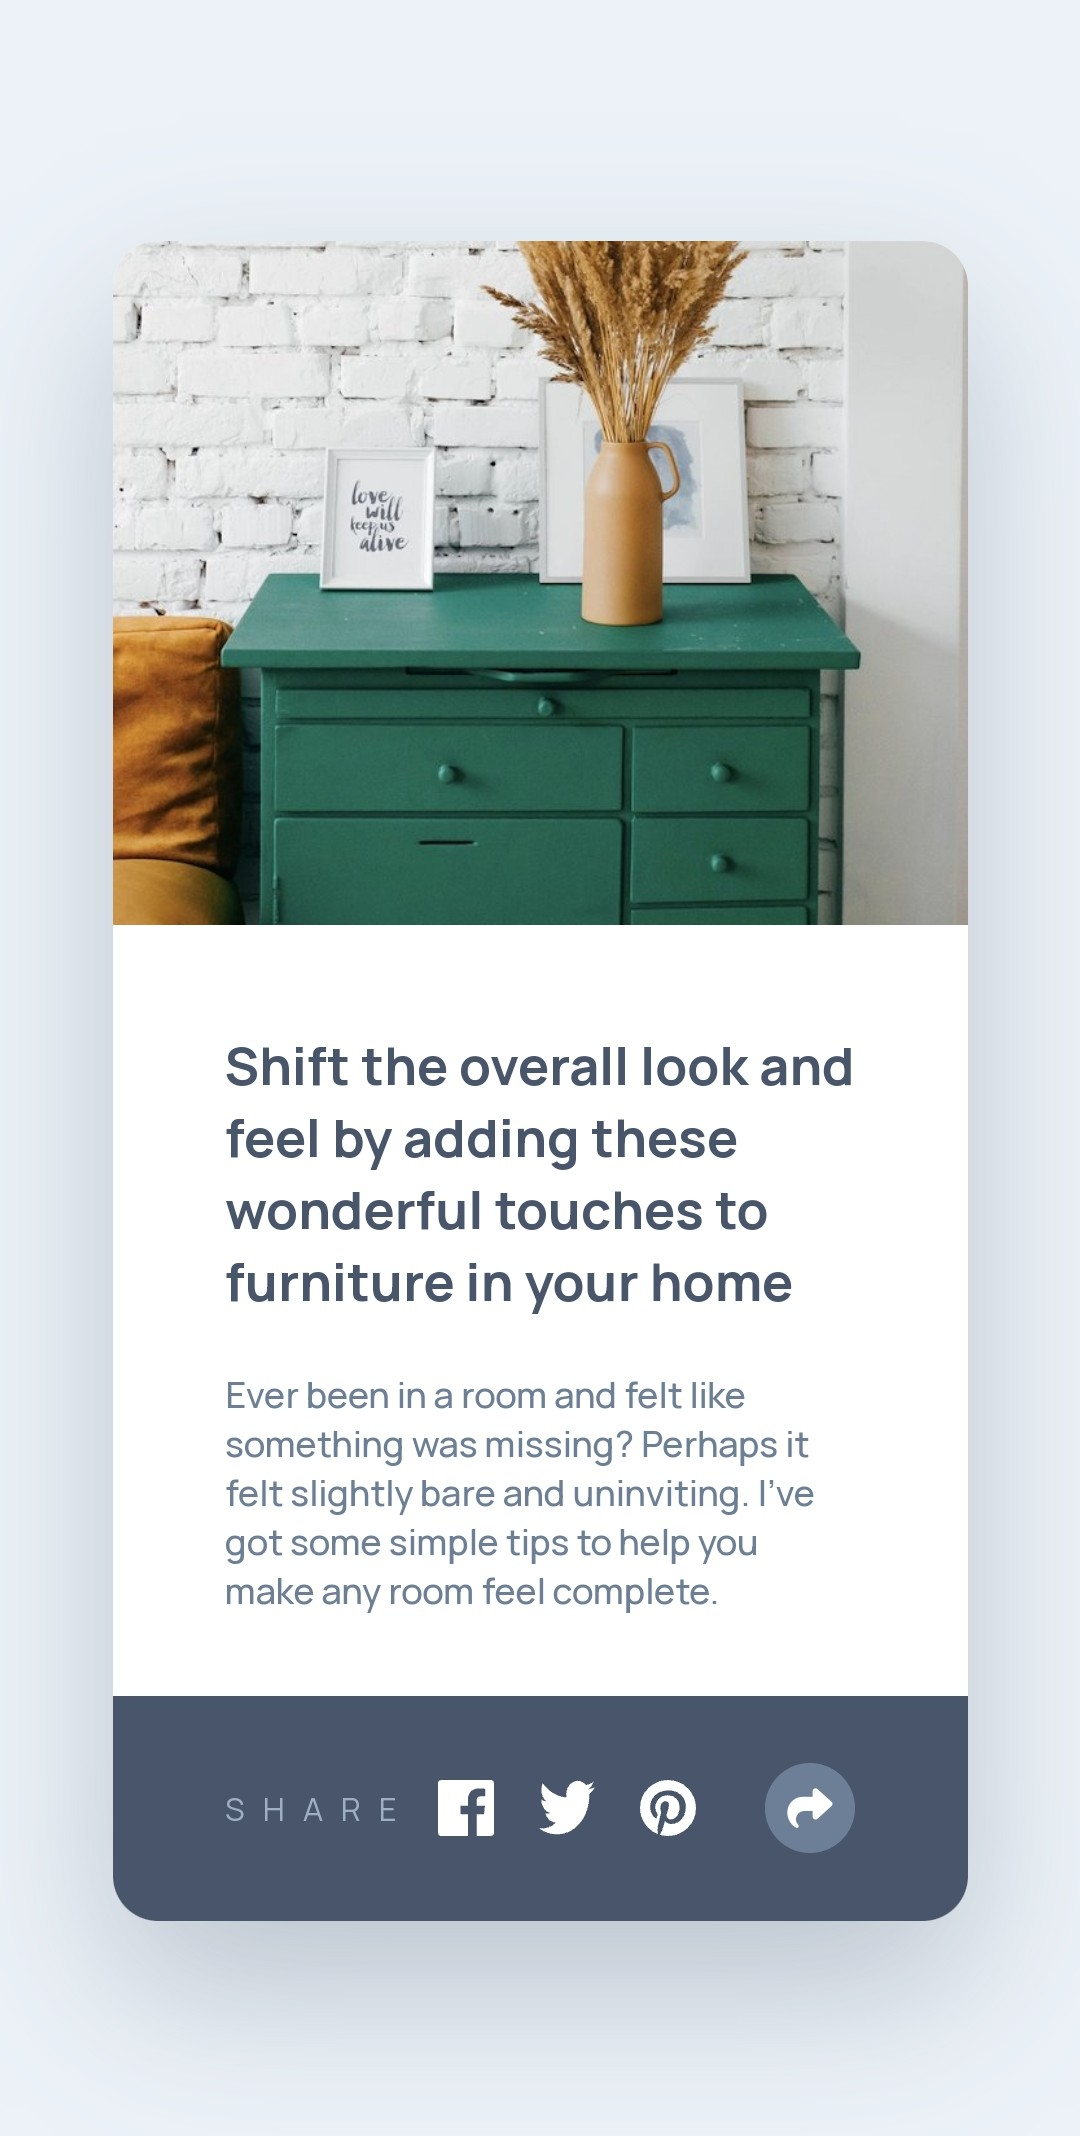 love
will
keep us
alive
Shift the overall look and
feel by adding these
wonderful touches to
furniture in your home
Ever been in a room and felt like
something was missing? Perhaps it
felt slightly bare and uninviting. I’ve
got some simple tips to help you
make any room feel complete.
SHARE